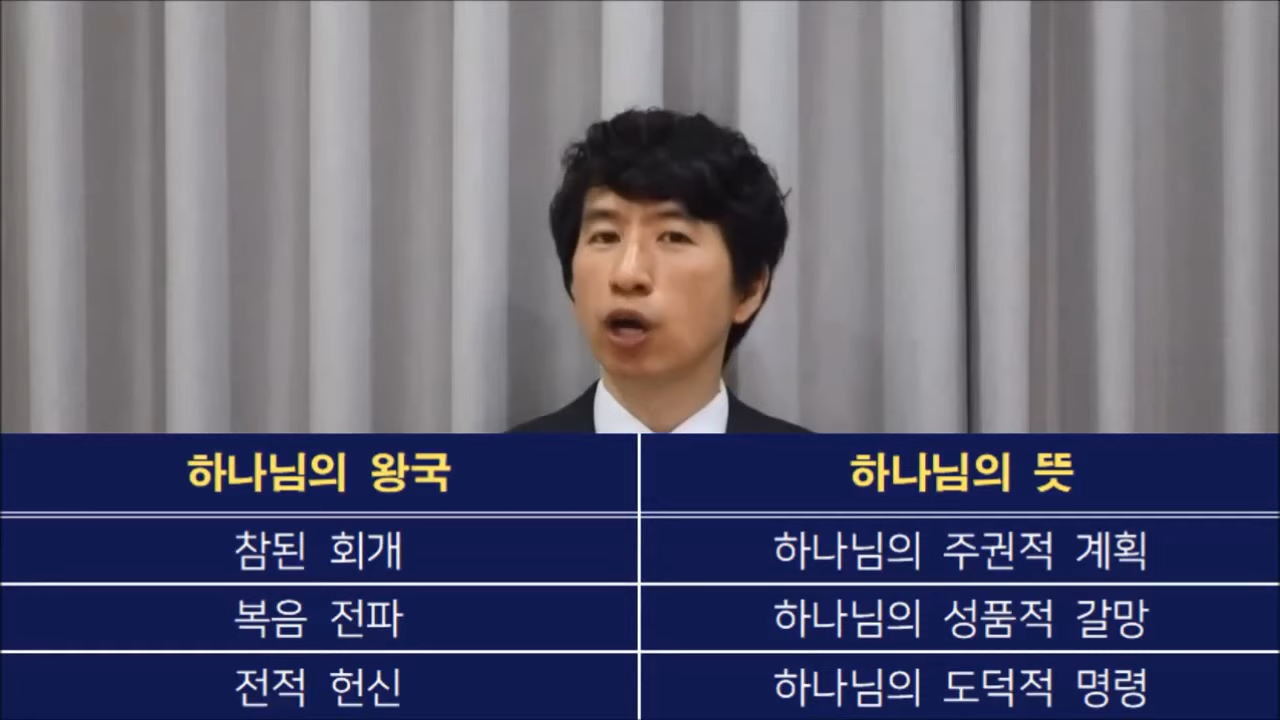 하나님의 왕국 하나님의 뜻
참된 회개 하나님의 주권적 계획
복음 전파 하나님의 성품적 갈망
전적 헌신 하나님의 도덕적 명령